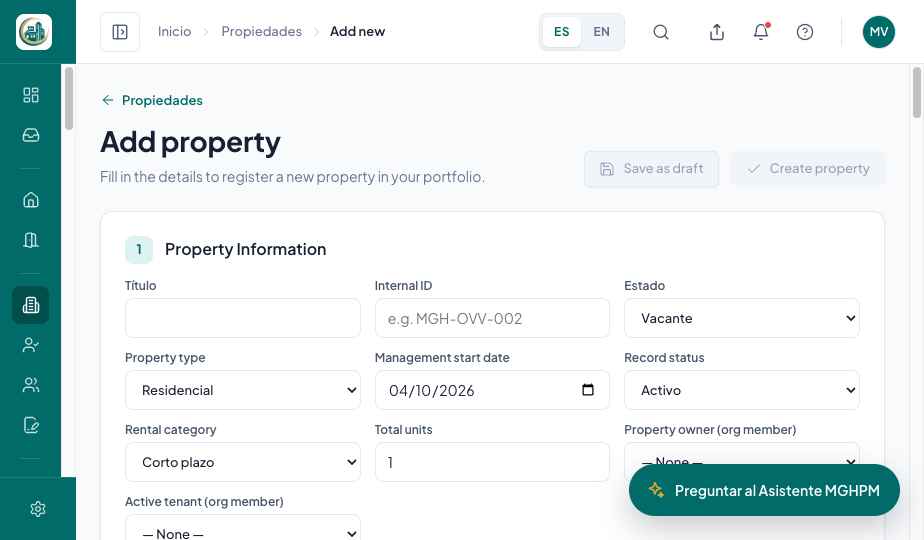 Inicio
Propiedades
Add new
ES
EN
MV
Propiedades
Add property
Fill in the details to register a new property in your portfolio.
Save as draft
Create property
1
Property Information
Título
Internal ID
Estado
e.g. MGH-OVV-002
Vacante
Property type
Management start date
Record status
Residencial
04/10/2026
Activo
Rental category
Total units
Property owner (org member)
Corto plazo
1
— None —
Preguntar al Asistente MGHPM
Active tenant (org member)
— None —